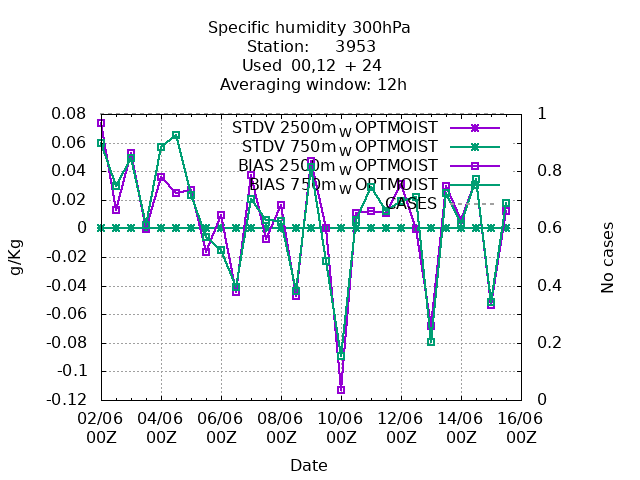 Specific humidity 300hPa
Station: 3953
Used 00,12 + 24
Averaging window: 12h
0.08
0.06
0.04
0.02
0
-0.02
-0.04
-0.06
-0.08
-0.1
-0.12
g/Kg
STDV 2500m_W OPTMOIST
STDV 750m_W OPTMOIST
BIAS 2500m_W OPTMOIST
BIAS 750m_W OPTMOIST
CASES
1
0.8
0.6
0.4
0.2
0
No cases
02/06 04/06 06/06 08/06 10/06 12/06 14/06 16/06
00Z 00Z 00Z 00Z 00Z 00Z 00Z 00Z
Date